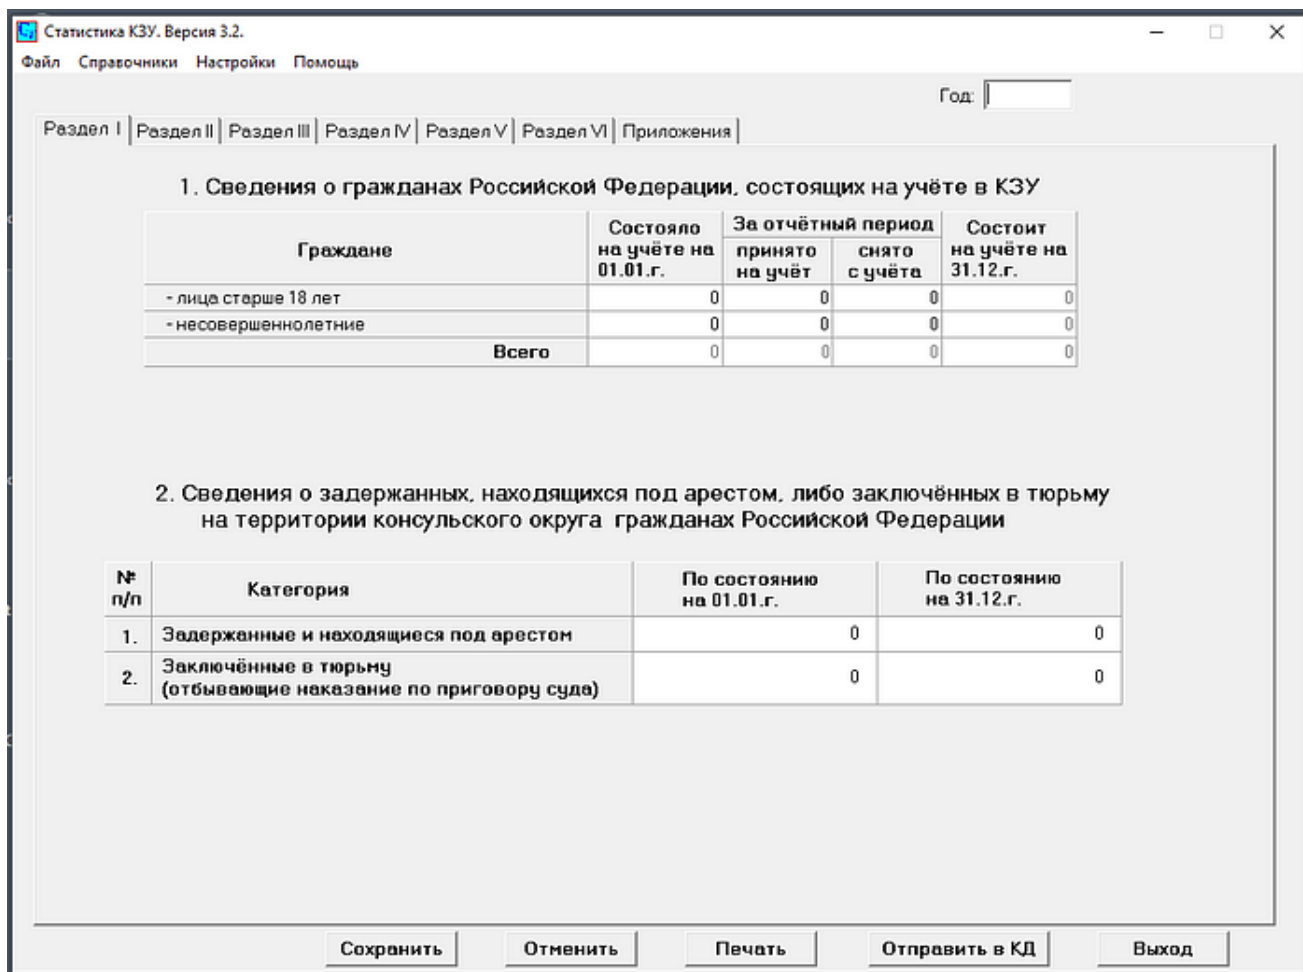 Статистика КЗУ. Версия 3.2.
Файл Справочники Настройки Помощь
Год:
Раздел I Раздел II Раздел III Раздел IV Раздел V Раздел VI Приложения
1. Сведения о гражданах Российской Федерации, состоящих на учёте в КЗУ
Граждане
Состояло
на учёте на
01.01.г.
За отчётный период
принято
на учёт
снято
с учёта
Состоит
на учёте на
31.12.г.
- лица старше 18 лет 0 0 0 0
- несовершеннолетние 0 0 0 0
Всего 0 0 0 0
2. Сведения о задержанных, находящихся под арестом, либо заключённых в тюрьму
на территории консульского округа гражданах Российской Федерации
№
п/п
Категория
По состоянию
на 01.01.г.
По состоянию
на 31.12.г.
1. Задержанные и находящиеся под арестом 0 0
2. Заключённые в тюрьму
(отбывающие наказание по приговору суда) 0 0
Сохранить Отменить Печать Отправить в КД Выход